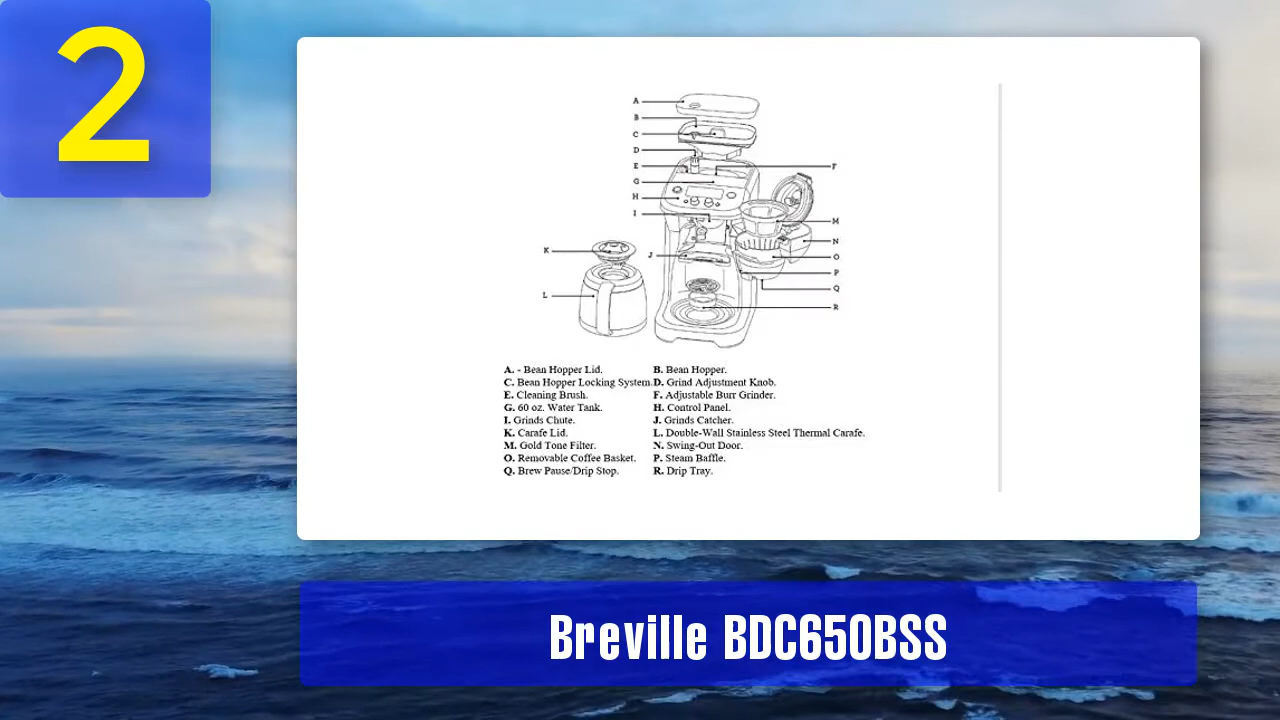 2
A
B
C
D
E
F
G
H
I
M
N
K
J
O
P
Q
L
R
A. - Bean Hopper Lid. B. Bean Hopper.
C. Bean Hopper Locking System. D. Grind Adjustment Knob.
E. Cleaning Brush. F. Adjustable Burr Grinder.
G. 60 oz. Water Tank. H. Control Panel.
I. Grinds Chute. J. Grinds Catcher.
K. Carafe Lid. L. Double-Wall Stainless Steel Thermal Carafe.
M. Gold Tone Filter. N. Swing-Out Door.
O. Removable Coffee Basket. P. Steam Baffle.
Q. Brew Pause/Drip Stop. R. Drip Tray.
Breville BDC650BSS